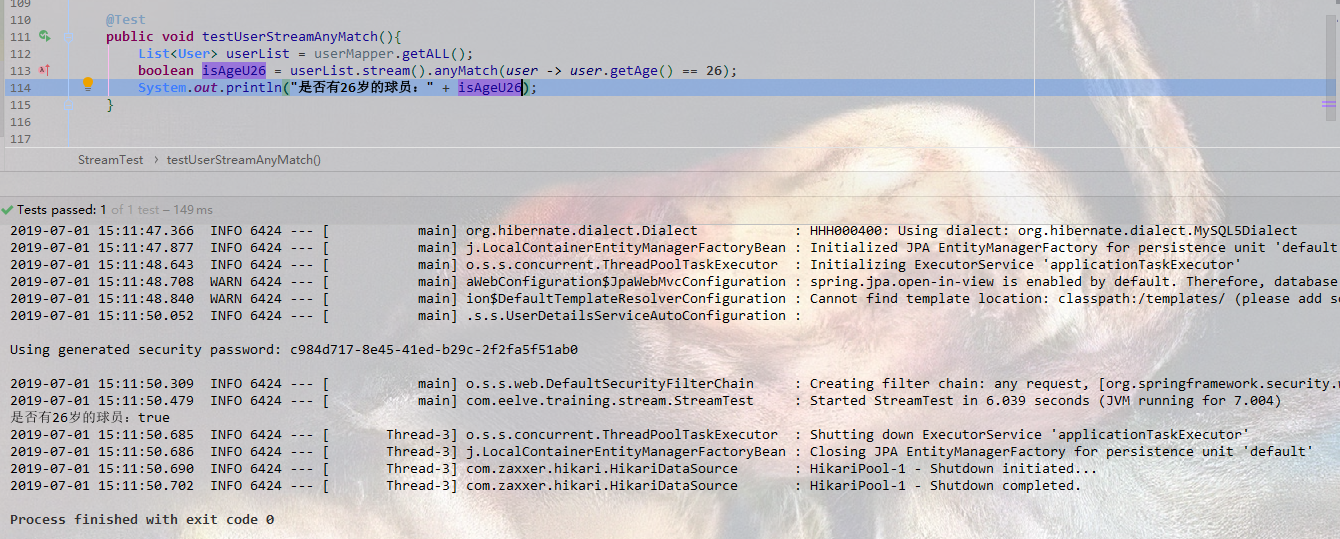 109
110 @Test
111 public void testUserStreamAnyMatch(){
112 List<User> userList = userMapper.getALL();
113 boolean isAgeU26 = userList.stream().anyMatch(user -> user.getAge() == 26);
114 System.out.println("是否有26岁的球员：" + isAgeU26);
115 }
116
117
StreamTest > testUserStreamAnyMatch()
Tests passed: 1 of 1 test – 149 ms
2019-07-01 15:11:47.366 INFO 6424 --- [ main] org.hibernate.dialect.Dialect : HHH000400: Using dialect: org.hibernate.dialect.MySQL5Dialect
2019-07-01 15:11:47.877 INFO 6424 --- [ main] j.LocalContainerEntityManagerFactoryBean : Initialized JPA EntityManagerFactory for persistence unit 'default
2019-07-01 15:11:48.643 INFO 6424 --- [ main] o.s.s.concurrent.ThreadPoolTaskExecutor : Initializing ExecutorService 'applicationTaskExecutor'
2019-07-01 15:11:48.708 WARN 6424 --- [ main] aWebConfiguration$JpaWebMvcConfiguration : spring.jpa.open-in-view is enabled by default. Therefore, database
2019-07-01 15:11:48.840 WARN 6424 --- [ main] ion$DefaultTemplateResolverConfiguration : Cannot find template location: classpath:/templates/ (please add so
2019-07-01 15:11:50.052 INFO 6424 --- [ main] .s.s.UserDetailsServiceAutoConfiguration :
Using generated security password: c984d717-8e45-41ed-b29c-2f2fa5f51ab0
2019-07-01 15:11:50.309 INFO 6424 --- [ main] o.s.s.web.DefaultSecurityFilterChain : Creating filter chain: any request, [org.springframework.security.w
2019-07-01 15:11:50.479 INFO 6424 --- [ main] com.eelve.training.stream.StreamTest : Started StreamTest in 6.039 seconds (JVM running for 7.004)
是否有26岁的球员：true
2019-07-01 15:11:50.685 INFO 6424 --- [ Thread-3] o.s.s.concurrent.ThreadPoolTaskExecutor : Shutting down ExecutorService 'applicationTaskExecutor'
2019-07-01 15:11:50.686 INFO 6424 --- [ Thread-3] j.LocalContainerEntityManagerFactoryBean : Closing JPA EntityManagerFactory for persistence unit 'default'
2019-07-01 15:11:50.690 INFO 6424 --- [ Thread-3] com.zaxxer.hikari.HikariDataSource : HikariPool-1 - Shutdown initiated...
2019-07-01 15:11:50.702 INFO 6424 --- [ Thread-3] com.zaxxer.hikari.HikariDataSource : HikariPool-1 - Shutdown completed.
Process finished with exit code 0